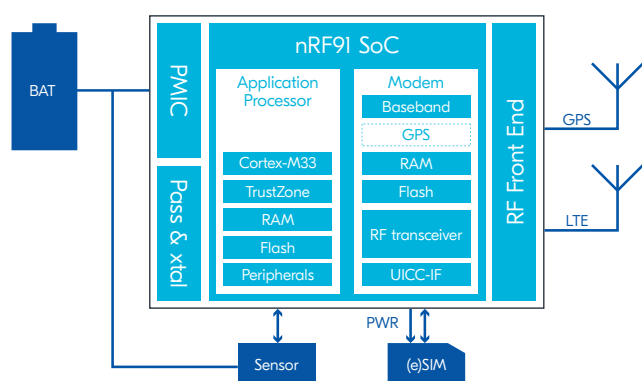 nRF91 SoC
BAT
PMIC
Pass & xtal
Application
Processor
Cortex-M33
TrustZone
RAM
Flash
Peripherals
Modem
Baseband
GPS
RAM
Flash
RF transceiver
UICC-IF
RF Front End
GPS
LTE
PWR
Sensor
(e)SIM